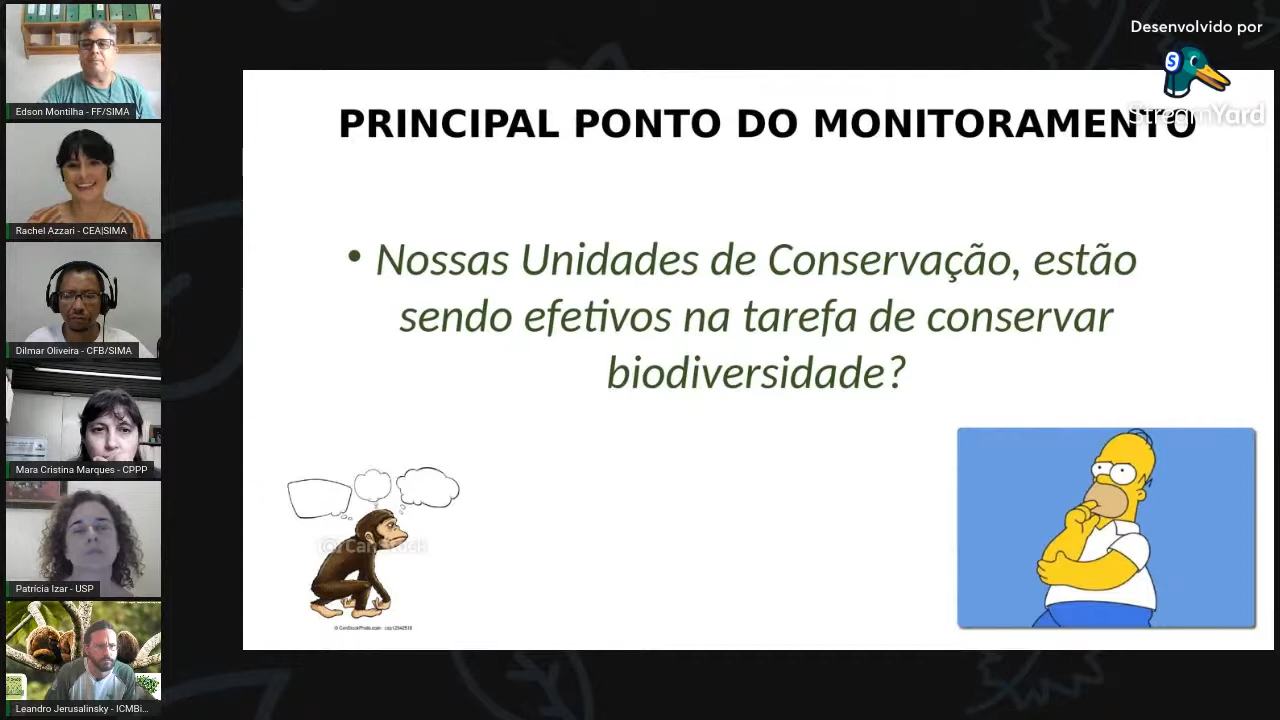 Desenvolvido por
StreamYard
Edson Montilha - FF/SIMA
Rachel Azzari - CEA|SIMA
Dilmar Oliveira - CFB/SIMA
Mara Cristina Marques - CPPP
Patrícia Izar - USP
Leandro Jerusalinsky - ICMBi...
PRINCIPAL PONTO DO MONITORAMENTO
• Nossas Unidades de Conservação, estão
sendo efetivos na tarefa de conservar
biodiversidade?